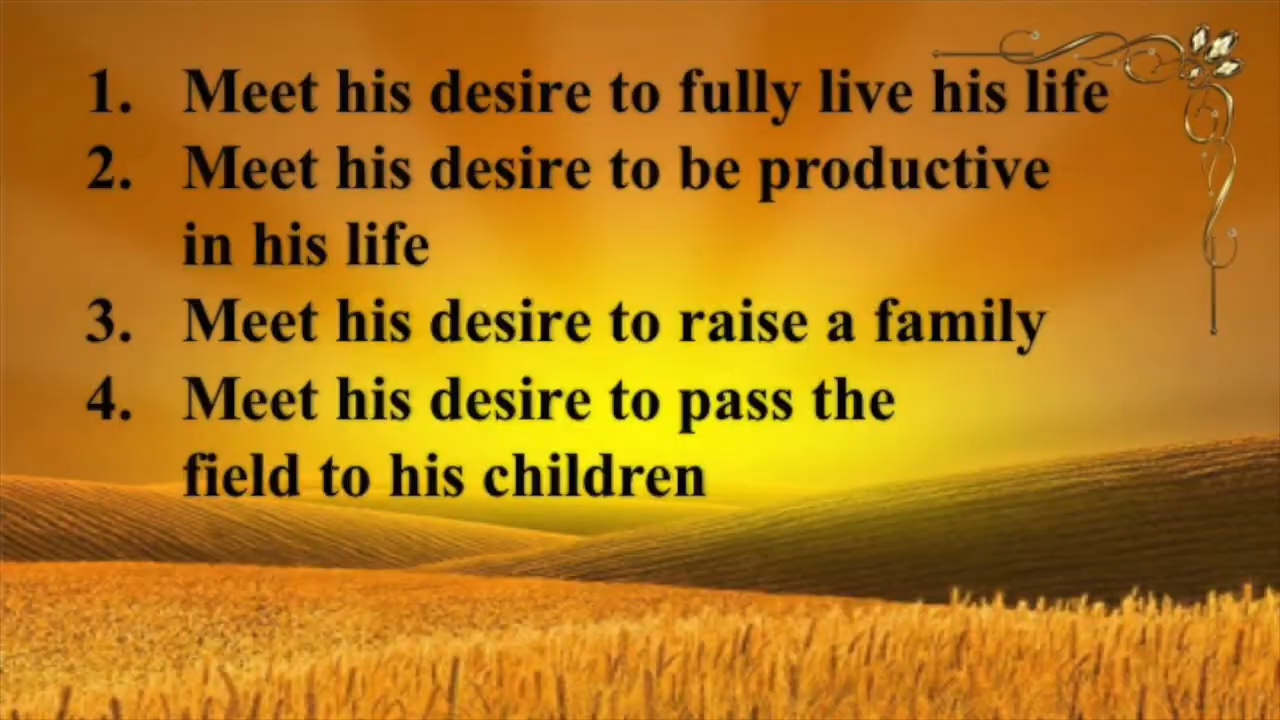 1. Meet his desire to fully live his life
2. Meet his desire to be productive
in his life
3. Meet his desire to raise a family
4. Meet his desire to pass the
field to his children